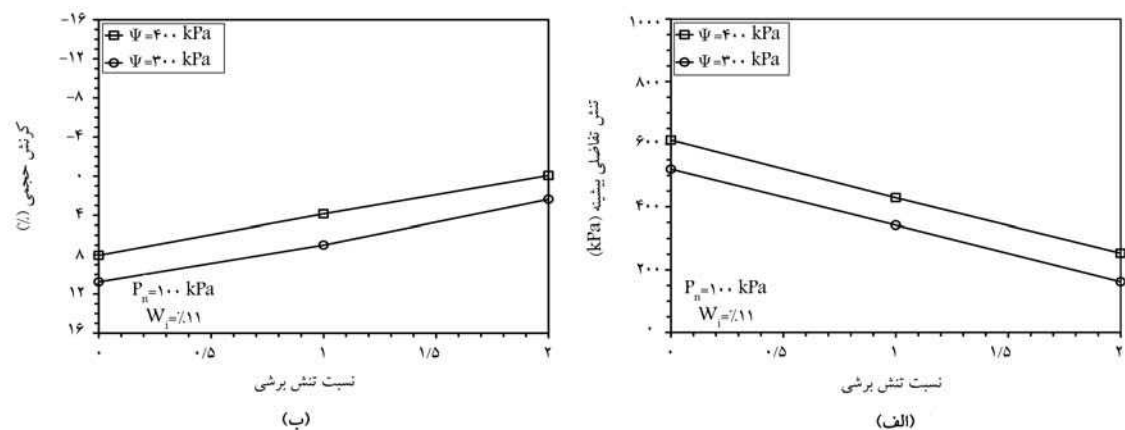 Ψ=۴۰۰ kPa
Ψ=۳۰۰ kPa
۱۰۰۰
۸۰۰
۶۰۰
۴۰۰
۲۰۰
۰
تنش تفاضلی بیشینه (kPa)
P_n=۱۰۰ kPa
W_i=٪۱۱
۰ ۰/۵ ۱ ۱/۵ ۲
نسبت تنش برشی
(الف)
Ψ=۴۰۰ kPa
Ψ=۳۰۰ kPa
-۱۶
-۱۲
-۸
-۴
۰
۴
۸
۱۲
۱۶
کرنش حجمی (٪)
P_n=۱۰۰ kPa
W_i=٪۱۱
۰ ۰/۵ ۱ ۱/۵ ۲
نسبت تنش برشی
(ب)